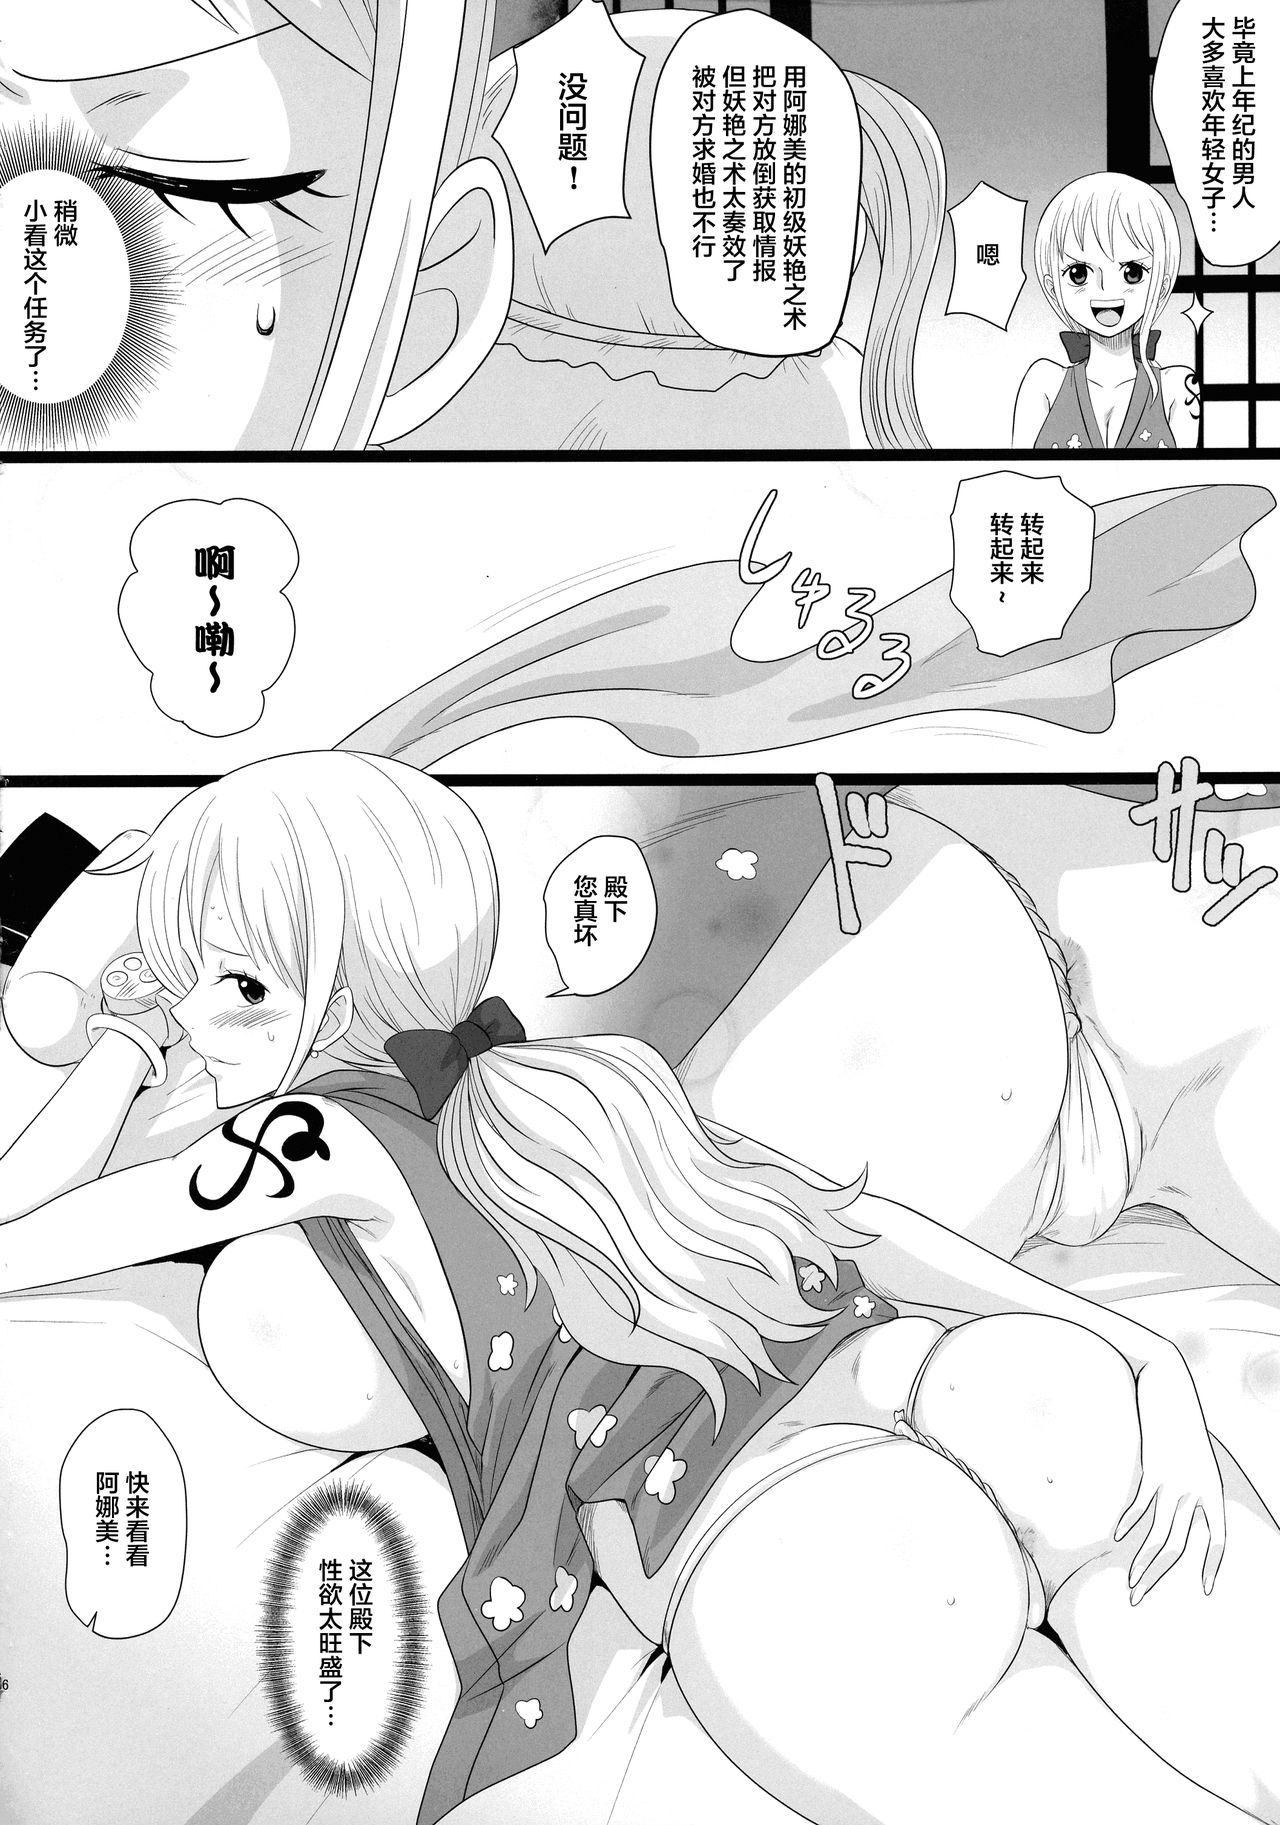 毕竟上年纪的男人
大多喜欢年轻女子…
嗯
用阿娜美的初级妖艳之术
把对方放倒获取情报
但妖艳之术太奏效了
被对方求婚也不行
没问题！
稍微
小看这个任务了…
转起来
转起来~
しゅるるる
啊～嘞～
ドサッ
殿下
您真坏
这位殿下
性欲太旺盛了…
快来看看
阿娜美…
6